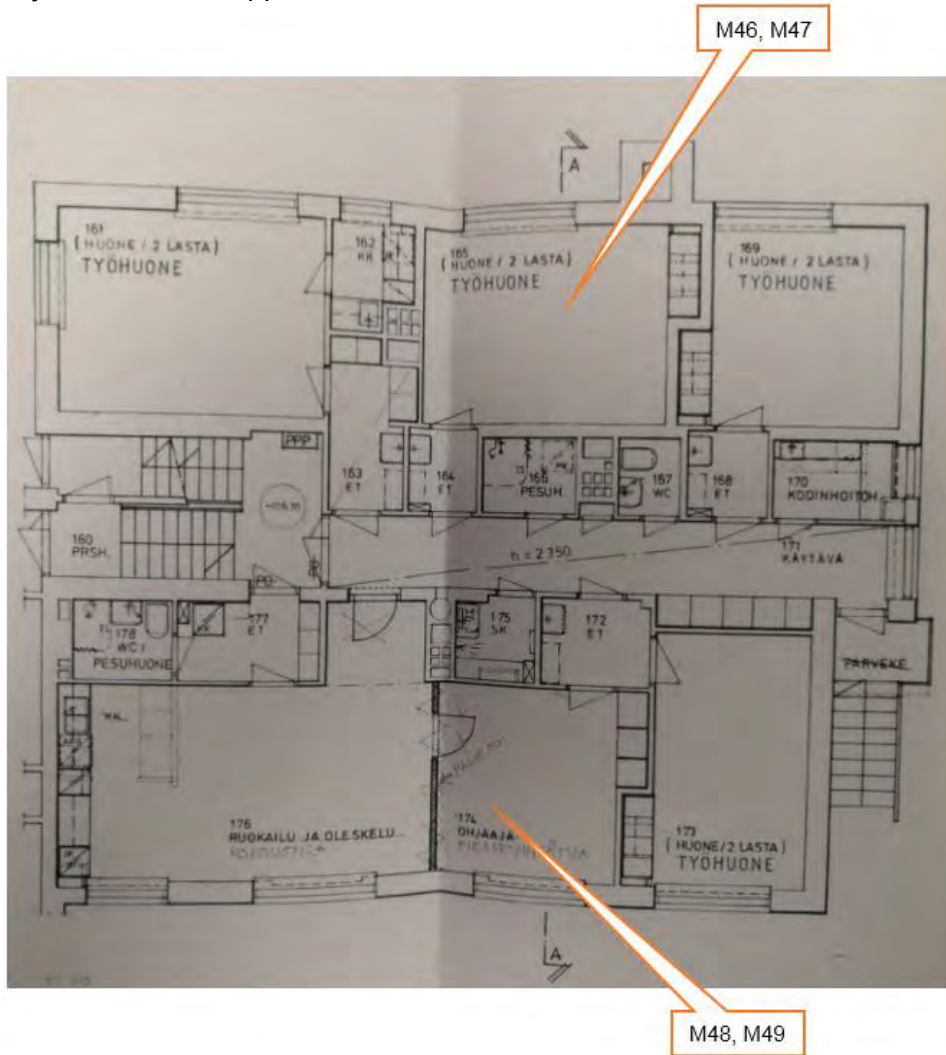 M46, M47
A
161
( HUONE / 2 LASTA )
TYÖHUONE
162
KK
165
( HUONE / 2 LASTA )
TYÖHUONE
169
( HUONE / 2 LASTA )
TYÖHUONE
PPP
163
ET
164
ET
166
PESUH.
167
WC
168
ET
170
KODINHOITOH.
160
PRSH.
h = 2350
171
KÄYTÄVÄ
178
WC
PESUHUONE
177
ET
175
SK
172
ET
PARVEKE
KK
176
RUOKAILU JA OLESKELU
174
OHJAAJA
173
( HUONE / 2 LASTA )
TYÖHUONE
A
M48, M49